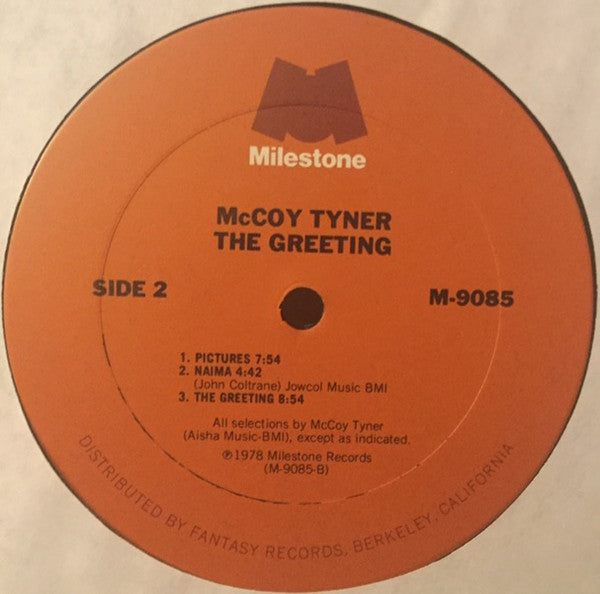 Milestone
McCOY TYNER
THE GREETING
SIDE 2
M-9085
1. PICTURES 7:54
2. NAIMA 4:42
(John Coltrane) Jowcol Music BMI
3. THE GREETING 8:54
All selections by McCoy Tyner
(Aisha Music-BMI), except as indicated.
℗1978 Milestone Records
(M-9085-B)
DISTRIBUTED BY FANTASY RECORDS, BERKELEY, CALIFORNIA